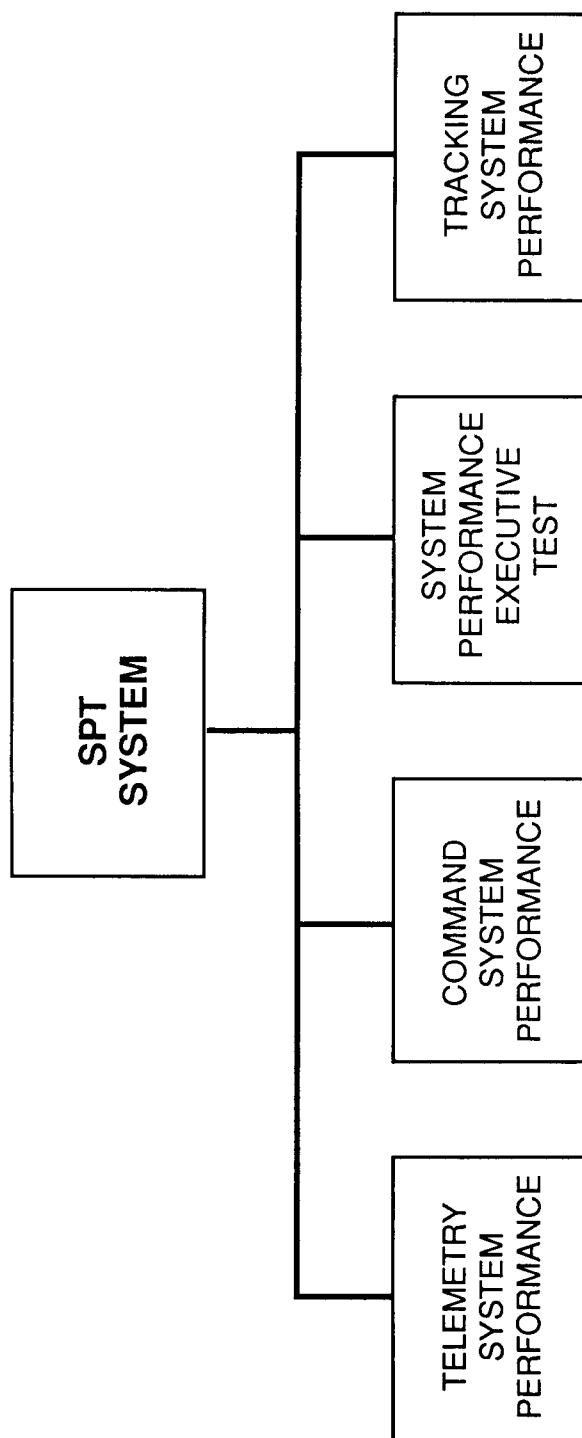 SPT
SYSTEM
TELEMETRY
SYSTEM
PERFORMANCE
COMMAND
SYSTEM
PERFORMANCE
SYSTEM
PERFORMANCE
EXECUTIVE
TEST
TRACKING
SYSTEM
PERFORMANCE